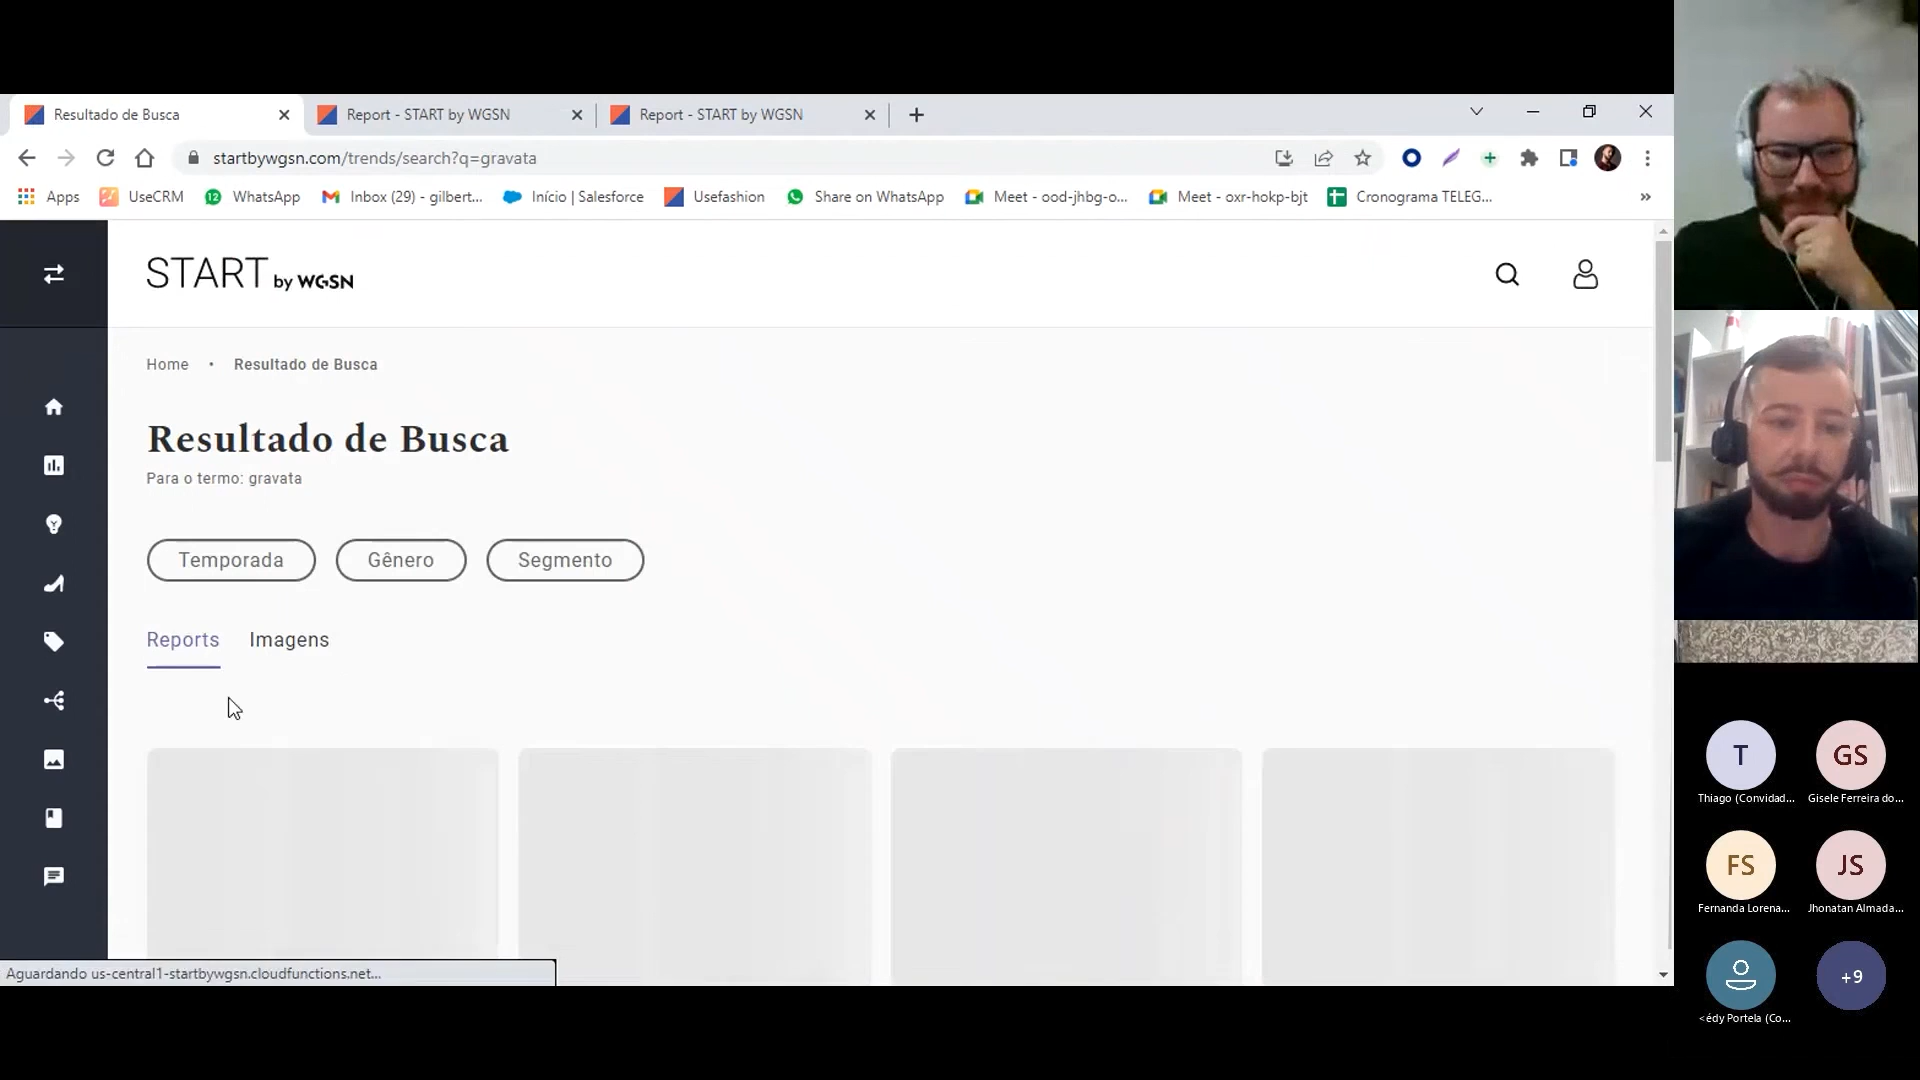 Resultado de Busca
Report - START by WGSN
Report - START by WGSN
startbywgsn.com/trends/search?q=gravata
Apps
UseCRM
12
WhatsApp
Inbox (29) - gilbert...
Início | Salesforce
Usefashion
Share on WhatsApp
Meet - ood-jhbg-o...
Meet - oxr-hokp-bjt
Cronograma TELEG...
»
START by WGSN
Home • Resultado de Busca
Resultado de Busca
Para o termo: gravata
Temporada
Gênero
Segmento
Reports
Imagens
Aguardando us-central1-startbywgsn.cloudfunctions.net...
T
GS
Thiago (Convidad...
Gisele Ferreira do...
FS
JS
Fernanda Lorena...
Jhonatan Almada...
<édy Portela (Co...
+9